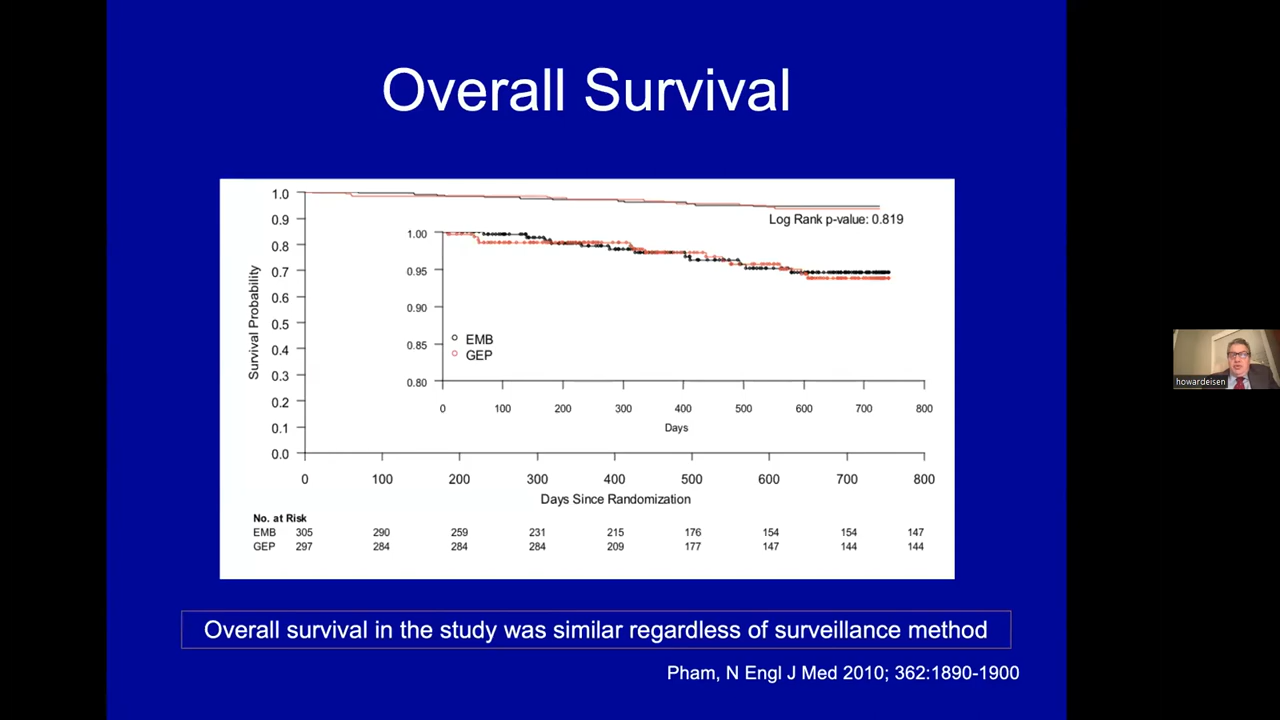 Overall Survival
1.0
0.9
0.8
0.7
0.6
0.5
0.4
0.3
0.2
0.1
0.0
Survival Probability
Log Rank p-value: 0.819
1.00
0.95
0.90
0.85
0.80
EMB
GEP
0 100 200 300 400 500 600 700 800
Days
0 100 200 300 400 500 600 700 800
Days Since Randomization
No. at Risk
EMB 305 290 259 231 215 176 154 154 147
GEP 297 284 284 284 209 177 147 144 144
Overall survival in the study was similar regardless of surveillance method
Pham, N Engl J Med 2010; 362:1890-1900
howardeisen